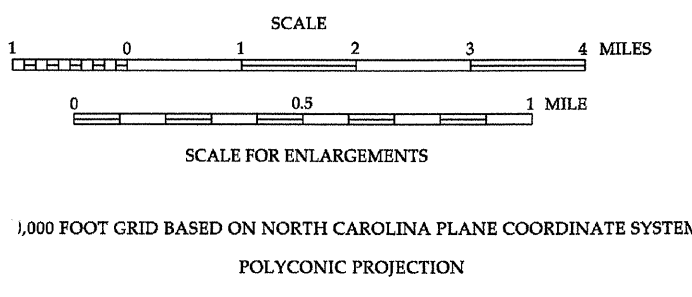 SCALE
1 0 1 2 3 4 MILES
0 0.5 1 MILE
SCALE FOR ENLARGEMENTS
),000 FOOT GRID BASED ON NORTH CAROLINA PLANE COORDINATE SYSTEM
POLYCONIC PROJECTION